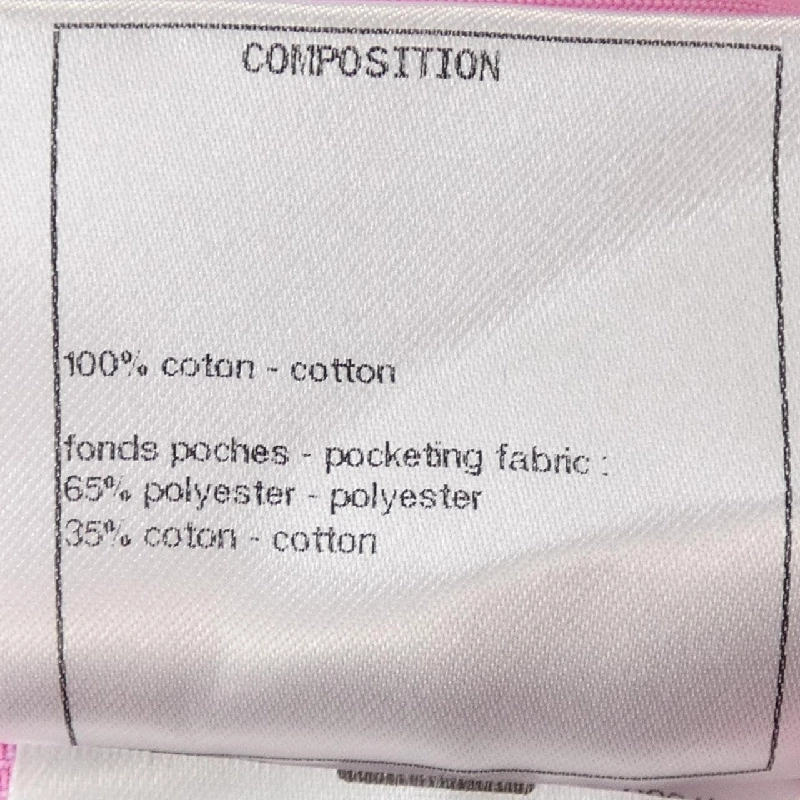 COMPOSITION
100% coton - cotton
fonds poches - pocketing fabric :
65% polyester - polyester
35% coton - cotton